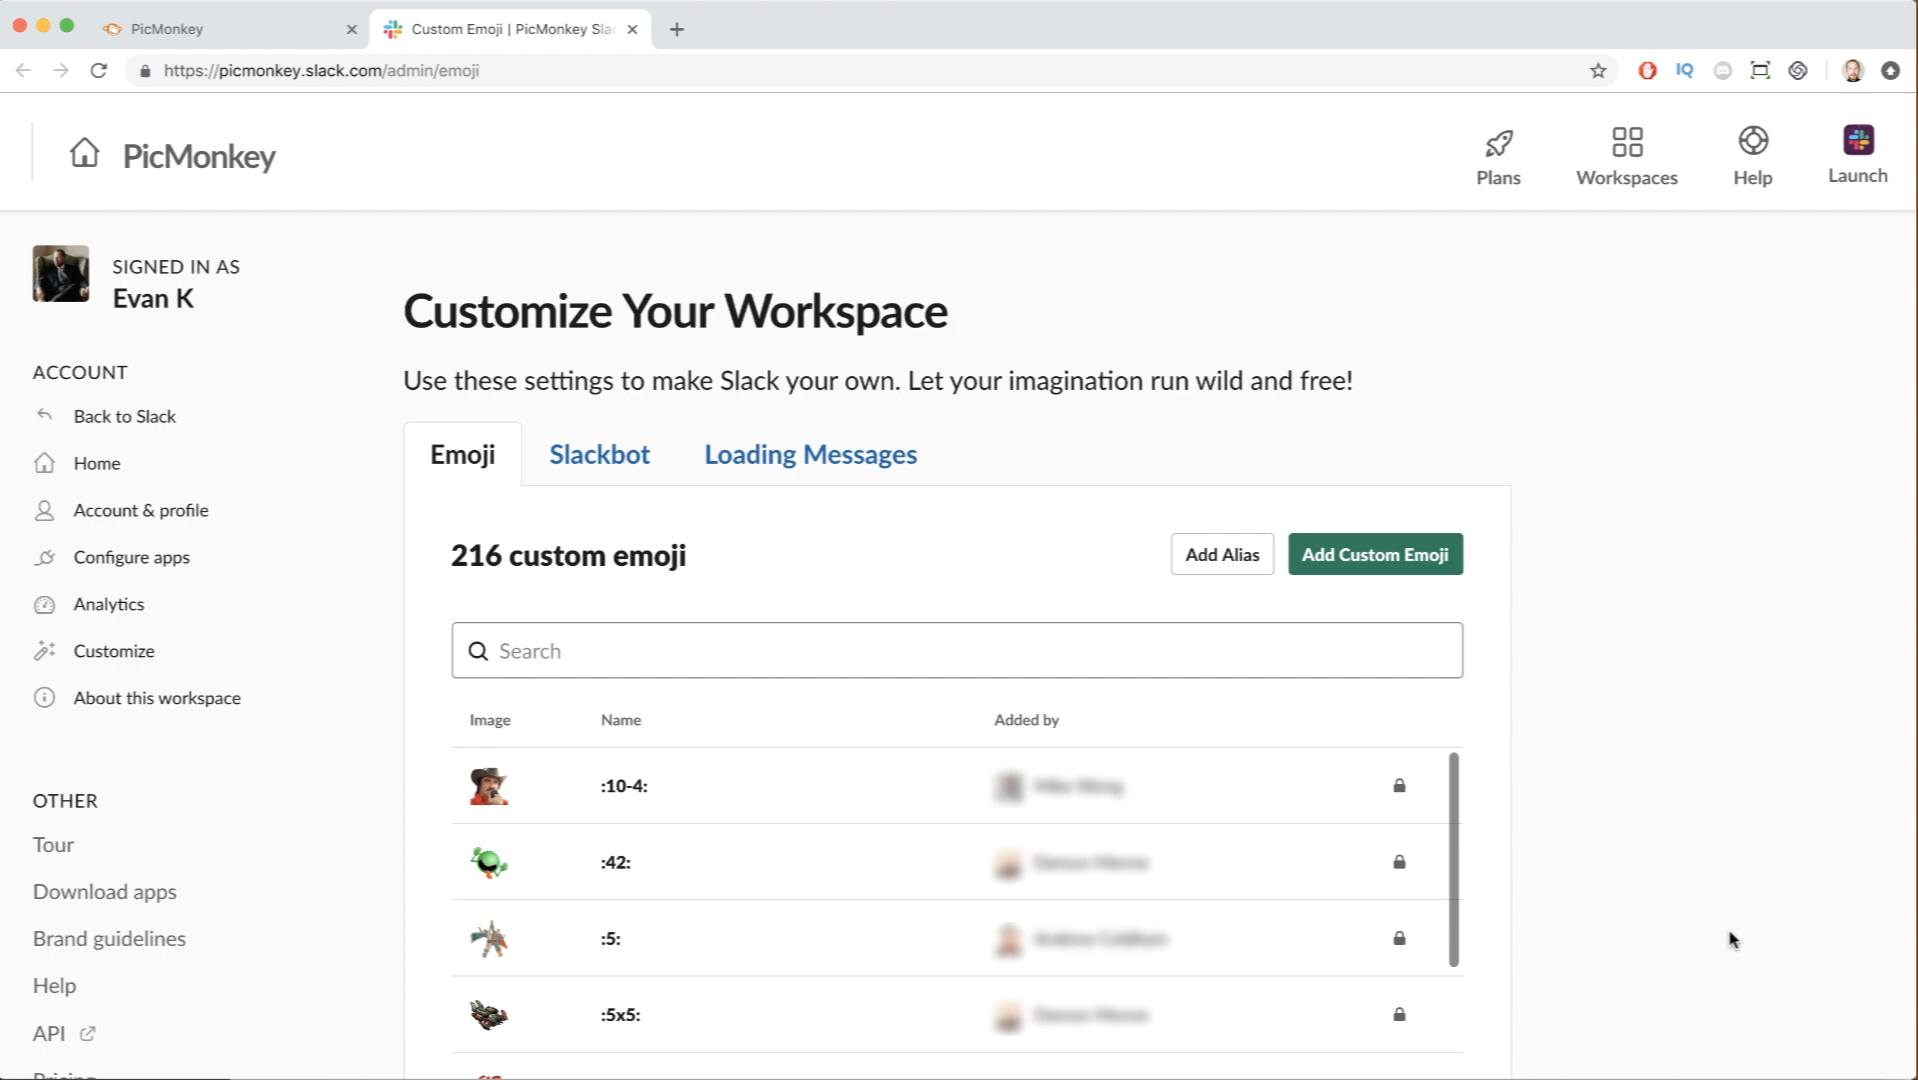 PicMonkey
Custom Emoji | PicMonkey Sla
https://picmonkey.slack.com/admin/emoji
IQ
PicMonkey
Plans
Workspaces
Help
Launch
SIGNED IN AS
Evan K
ACCOUNT
Back to Slack
Home
Account & profile
Configure apps
Analytics
Customize
About this workspace
OTHER
Tour
Download apps
Brand guidelines
Help
API
Customize Your Workspace
Use these settings to make Slack your own. Let your imagination run wild and free!
Emoji Slackbot Loading Messages
216 custom emoji
Add Alias
Add Custom Emoji
Search
Image Name Added by
:10-4:
:42:
:5:
:5x5: